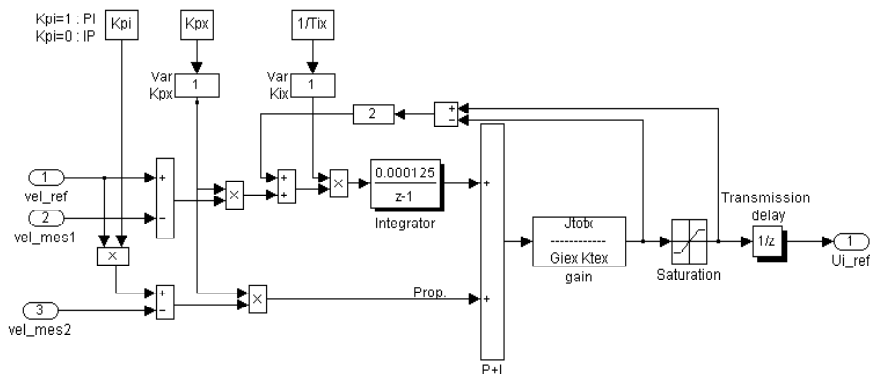 Kpi=1 : PI
Kpi=0 : IP
Kpi
Kpx
1/Tix
Var
Kpx
1
Var
Kix
1
2
+
−
1
vel_ref
2
vel_mes1
+
−
×
+
+
×
0.000125
z-1
Integrator
+
Jtotx
------------
Giex Ktex
gain
Saturation
Transmission
delay
1/z
1
Ui_ref
×
3
vel_mes2
+
−
×
Prop.
+
P+I